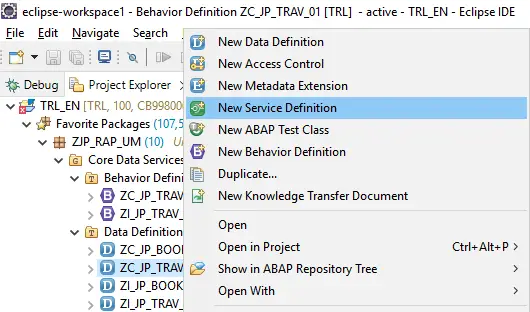 eclipse-workspace1 - Behavior Definition ZC_JP_TRAV_01 [TRL] - active - TRL_EN - Eclipse IDE
File Edit Navigate Search
Debug Project Explorer
TRL_EN [TRL, 100, CB99800
Favorite Packages (107,5
ZJP_RAP_UM (10)
Core Data Services
Behavior Defini
ZC_JP_TRAV_
ZI_JP_TRAV_
Data Definition
ZC_JP_BOO
ZC_JP_TRAV
ZI_JP_BOOK
ZI_JP_TRAV_
New Data Definition
New Access Control
New Metadata Extension
New Service Definition
New ABAP Test Class
New Behavior Definition
Duplicate...
New Knowledge Transfer Document
Open
Open in Project Ctrl+Alt+P >
Show in ABAP Repository Tree >
Open With >